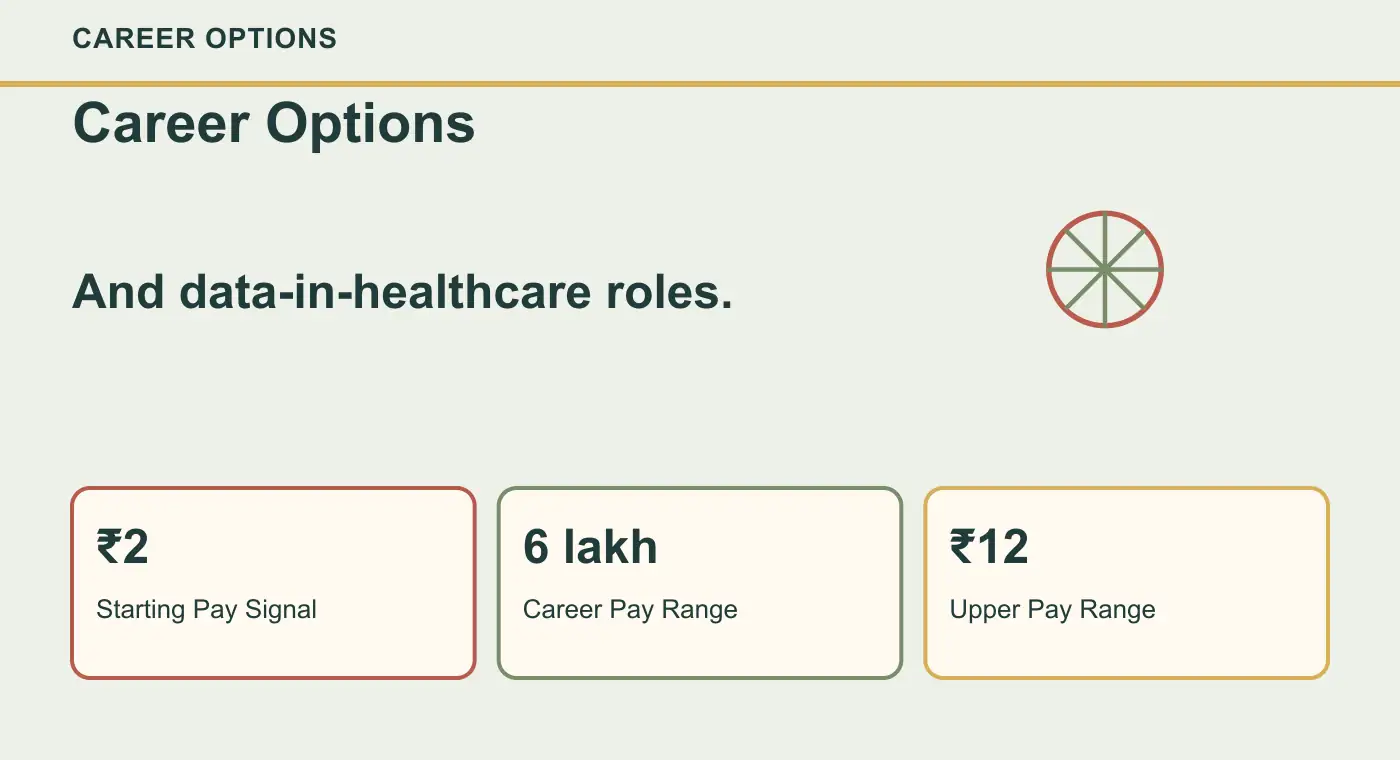 CAREER OPTIONS
Career Options
And data-in-healthcare roles.
₹2
Starting Pay Signal
6 lakh
Career Pay Range
₹12
Upper Pay Range